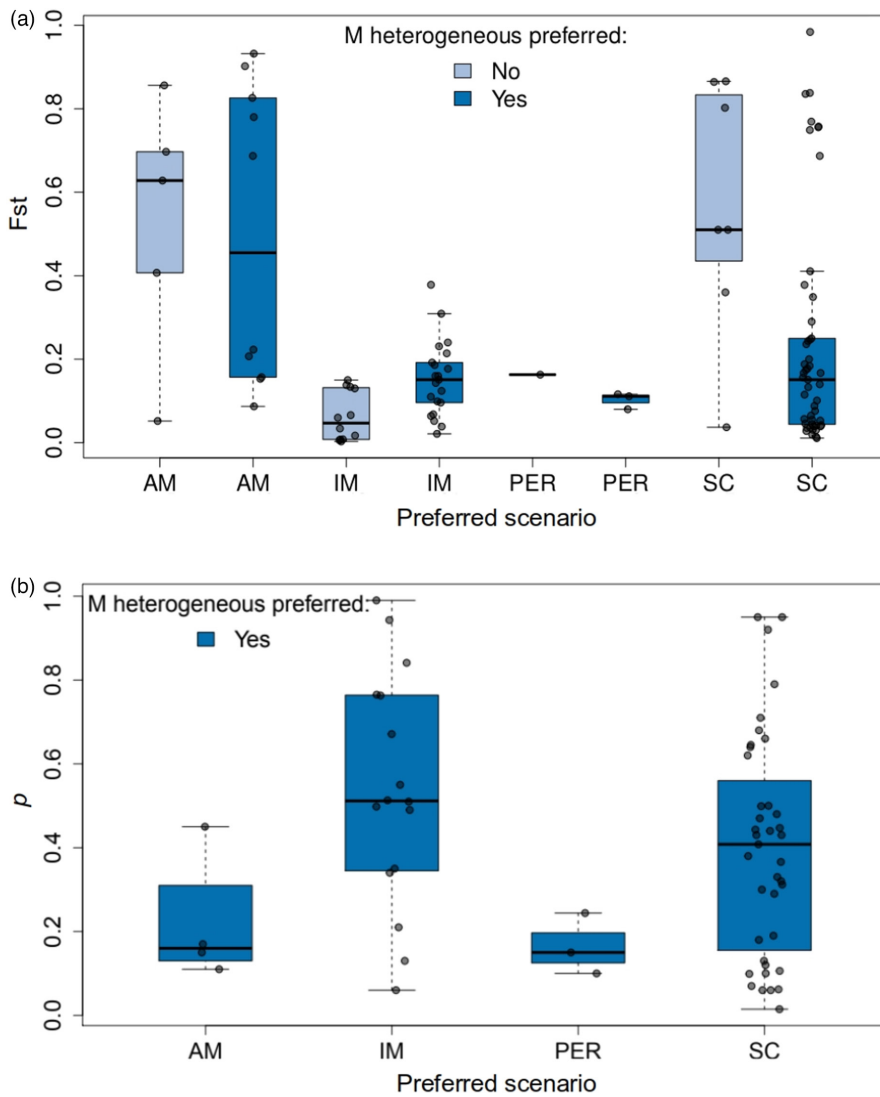 (a)
M heterogeneous preferred:
No
Yes
Fst
1.0
0.8
0.6
0.4
0.2
0.0
AM AM IM IM PER PER SC SC
Preferred scenario
(b)
M heterogeneous preferred:
Yes
p
1.0
0.8
0.6
0.4
0.2
0.0
AM IM PER SC
Preferred scenario